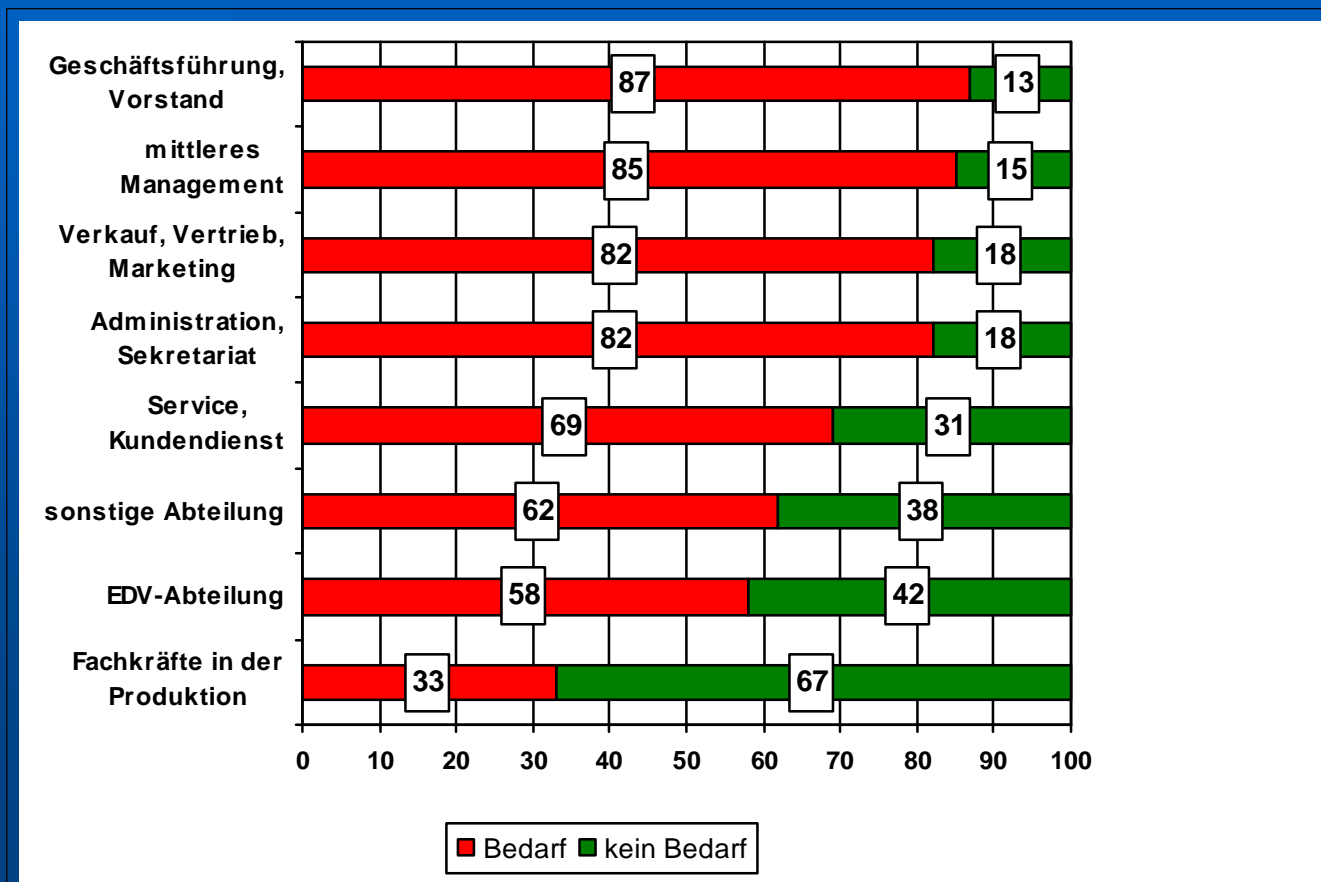 Geschäftsführung,
Vorstand
87
13
mittleres
Management
85
15
Verkauf, Vertrieb,
Marketing
82
18
Administration,
Sekretariat
82
18
Service,
Kundendienst
69
31
sonstige Abteilung
62
38
EDV-Abteilung
58
42
Fachkräfte in der
Produktion
33
67
0 10 20 30 40 50 60 70 80 90 100
Bedarf kein Bedarf